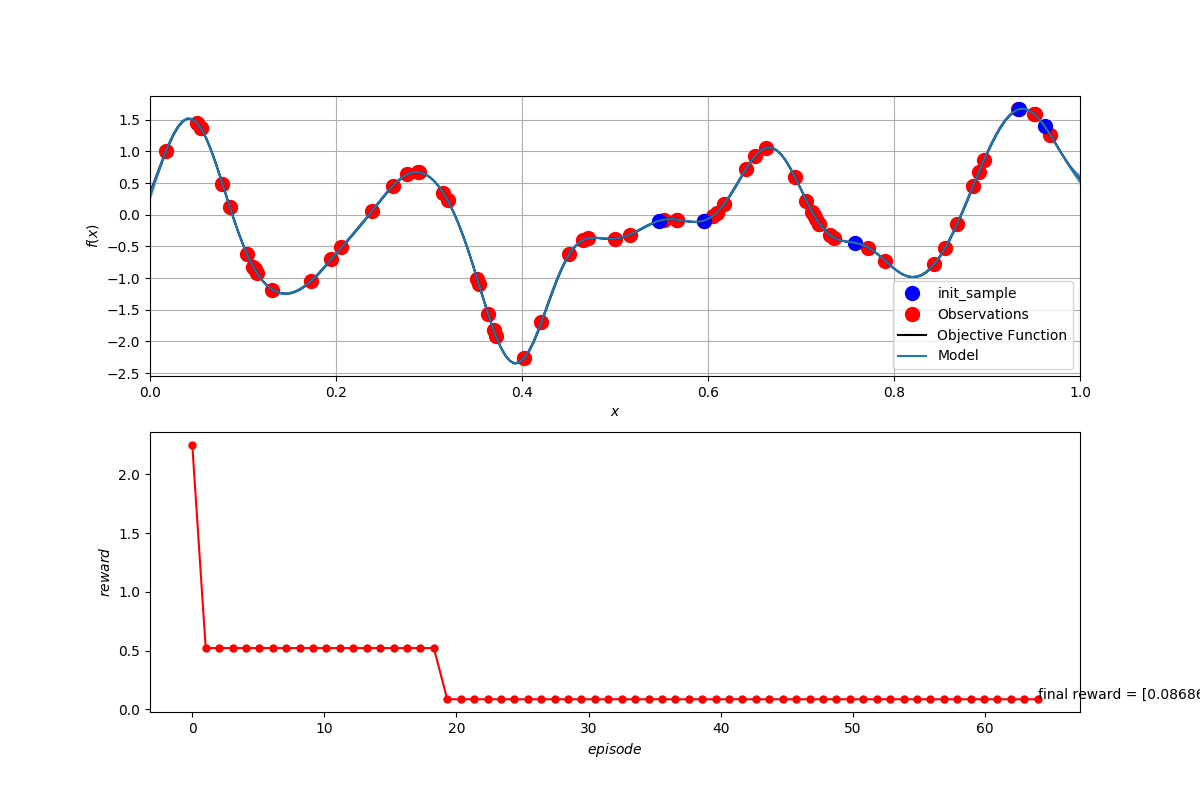 1.5
1.0
0.5
0.0
−0.5
−1.0
−1.5
−2.0
−2.5
f(x)
init_sample
Observations
Objective Function
Model
0.0 0.2 0.4 0.6 0.8 1.0
x
2.0
1.5
1.0
0.5
0.0
reward
final reward = [0.08686
0 10 20 30 40 50 60
episode